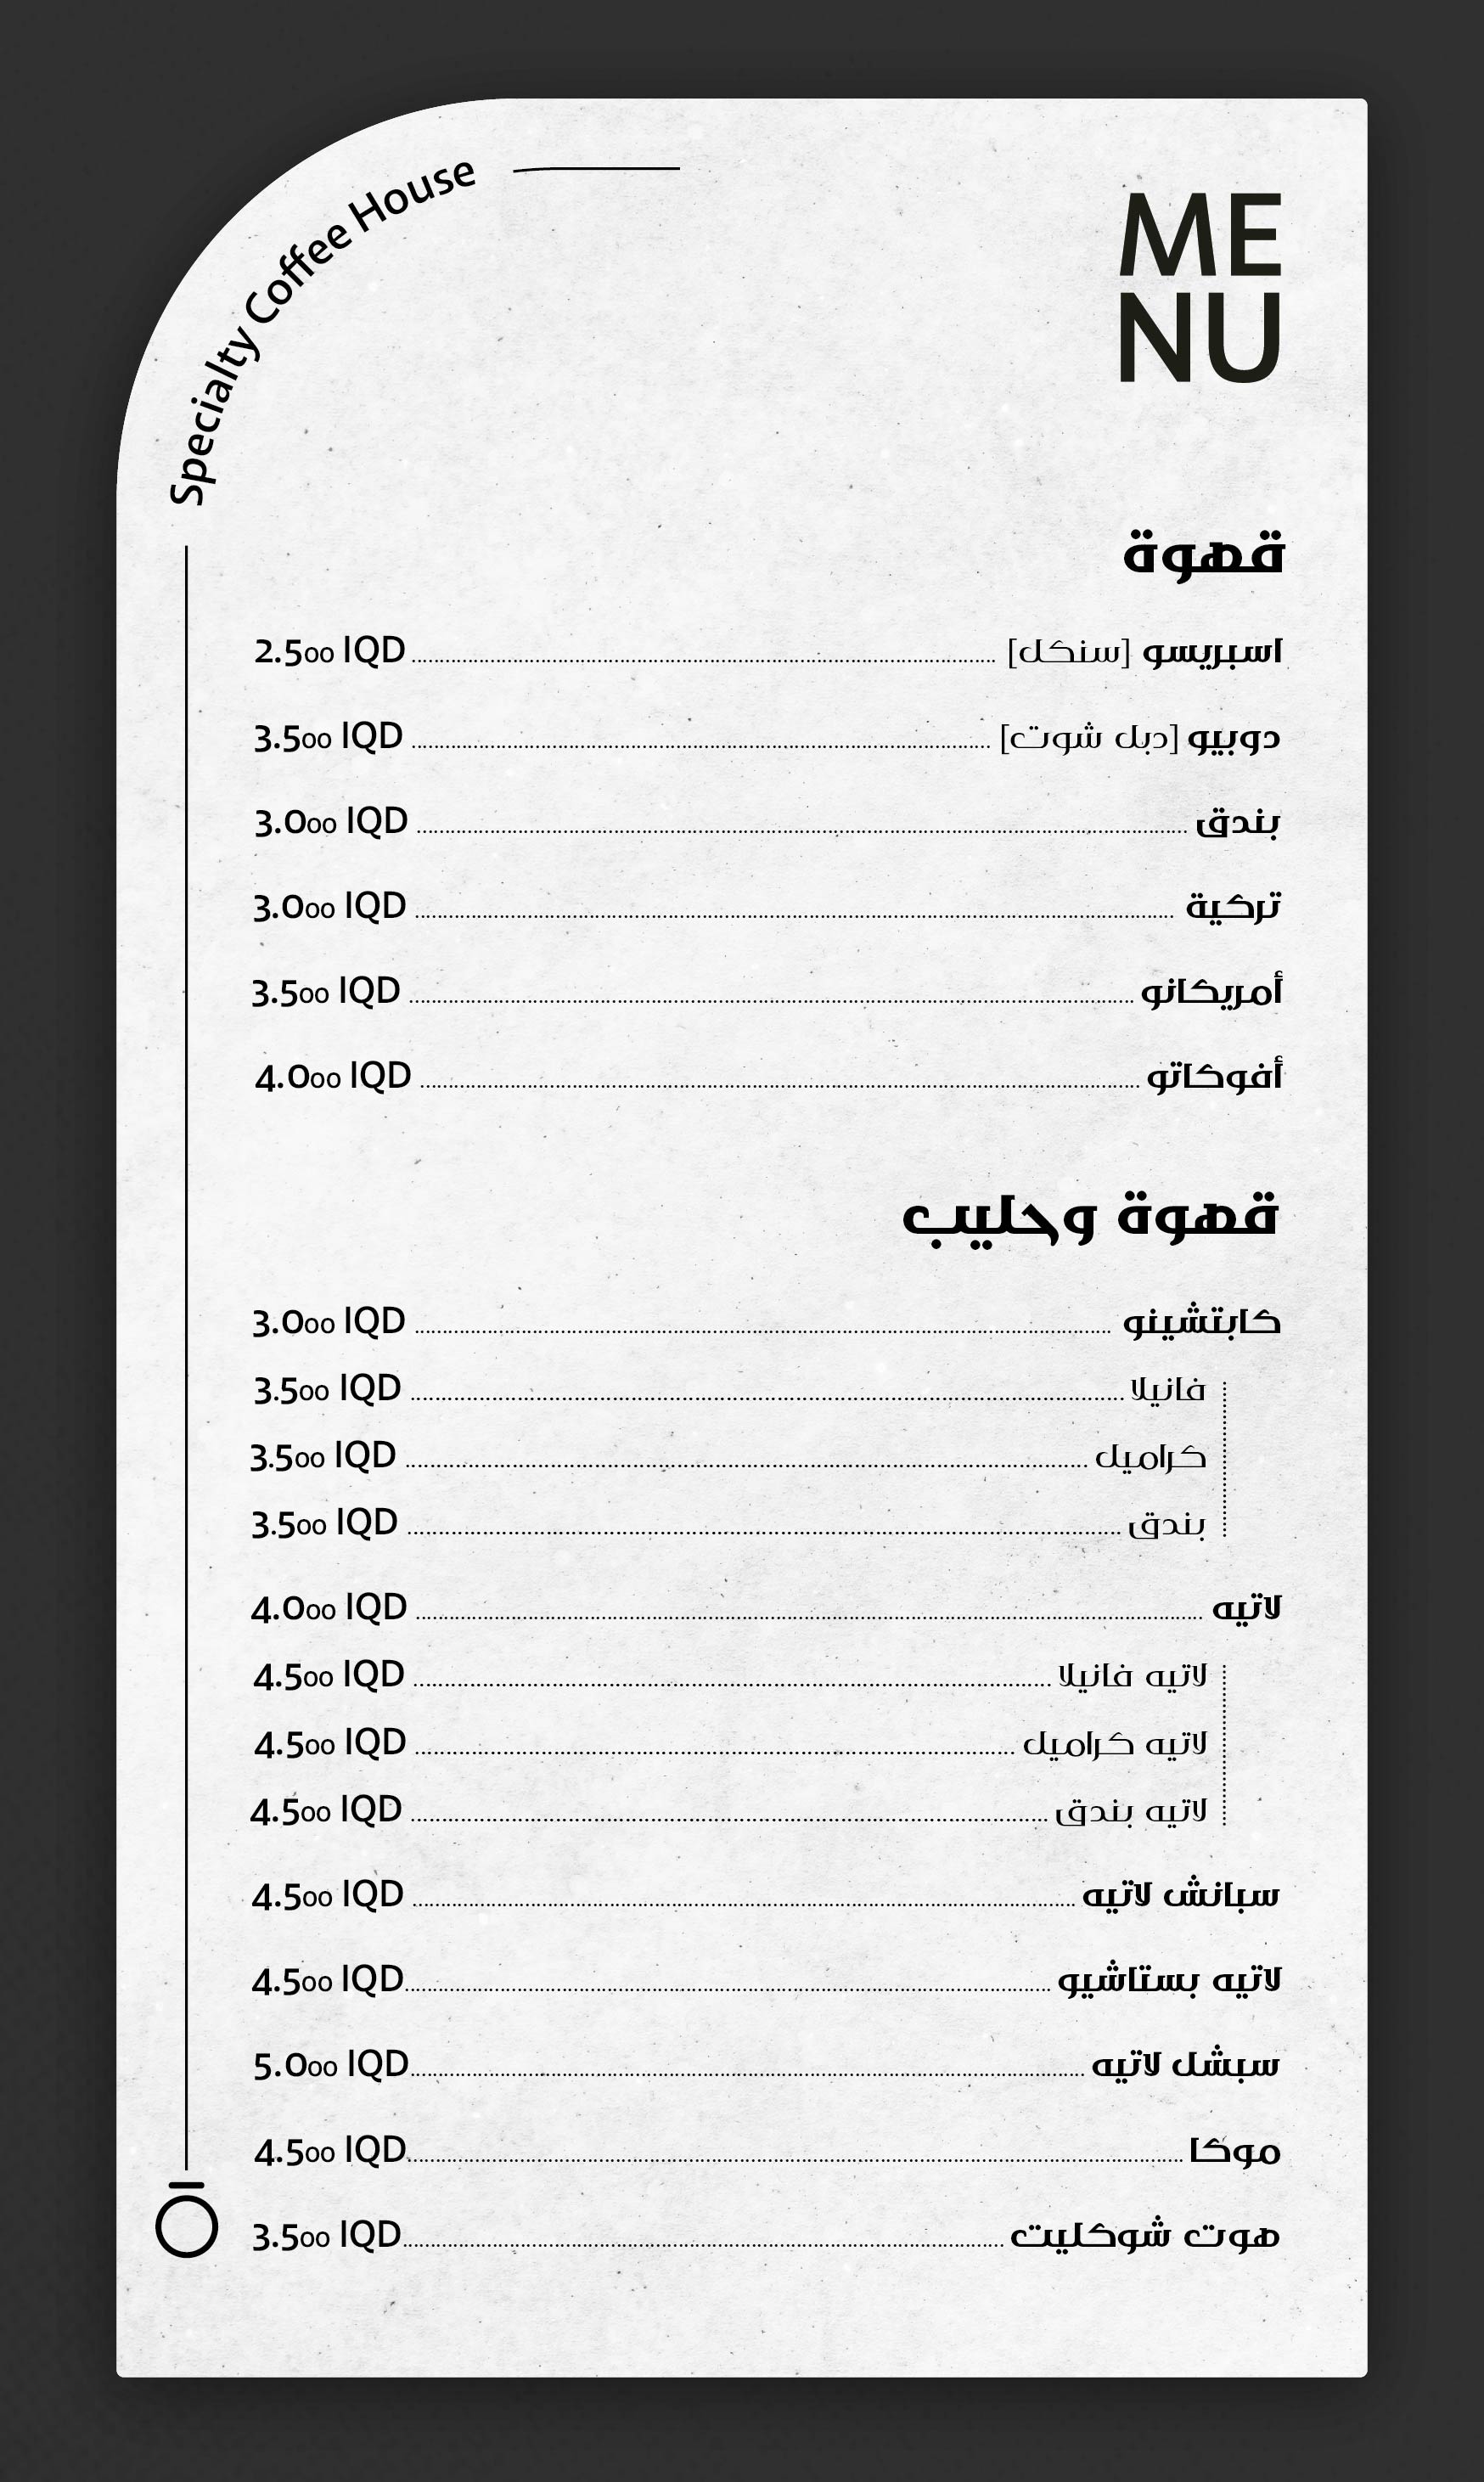 Specialty Coffee House
ME
NU
قهوة
اسبريسو [سنكل] 2.500 IQD
دوبيو [دبل شوت] 3.500 IQD
بندق 3.000 IQD
تركية 3.000 IQD
أمريكانو 3.500 IQD
أفوكاتو 4.000 IQD
قهوة وحليب
كابتشينو 3.000 IQD
فانيلا 3.500 IQD
كراميل 3.500 IQD
بندق 3.500 IQD
لاتيه 4.000 IQD
لاتيه فانيلا 4.500 IQD
لاتيه كراميل 4.500 IQD
لاتيه بندق 4.500 IQD
سبانش لاتيه 4.500 IQD
لاتيه بستاشيو 4.500 IQD
سبشل لاتيه 5.000 IQD
موكا 4.500 IQD
هوت شوكليت 3.500 IQD